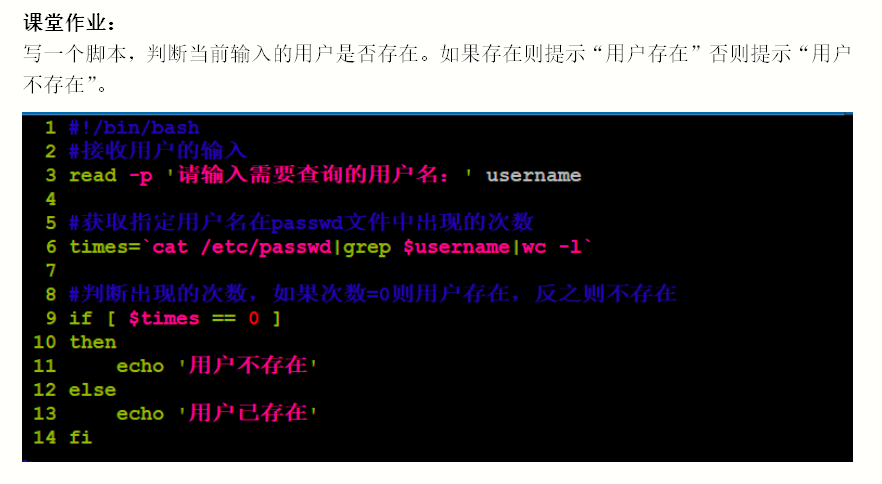 课堂作业：
写一个脚本，判断当前输入的用户是否存在。如果存在则提示“用户存在”否则提示“用户
不存在”。
1 #!/bin/bash
2 #接收用户的输入
3 read -p '请输入需要查询的用户名：' username
4
5 #获取指定用户名在passwd文件中出现的次数
6 times=`cat /etc/passwd|grep $username|wc -l`
7
8 #判断出现的次数，如果次数=0则用户存在，反之则不存在
9 if [ $times == 0 ]
10 then
11     echo '用户不存在'
12 else
13     echo '用户已存在'
14 fi